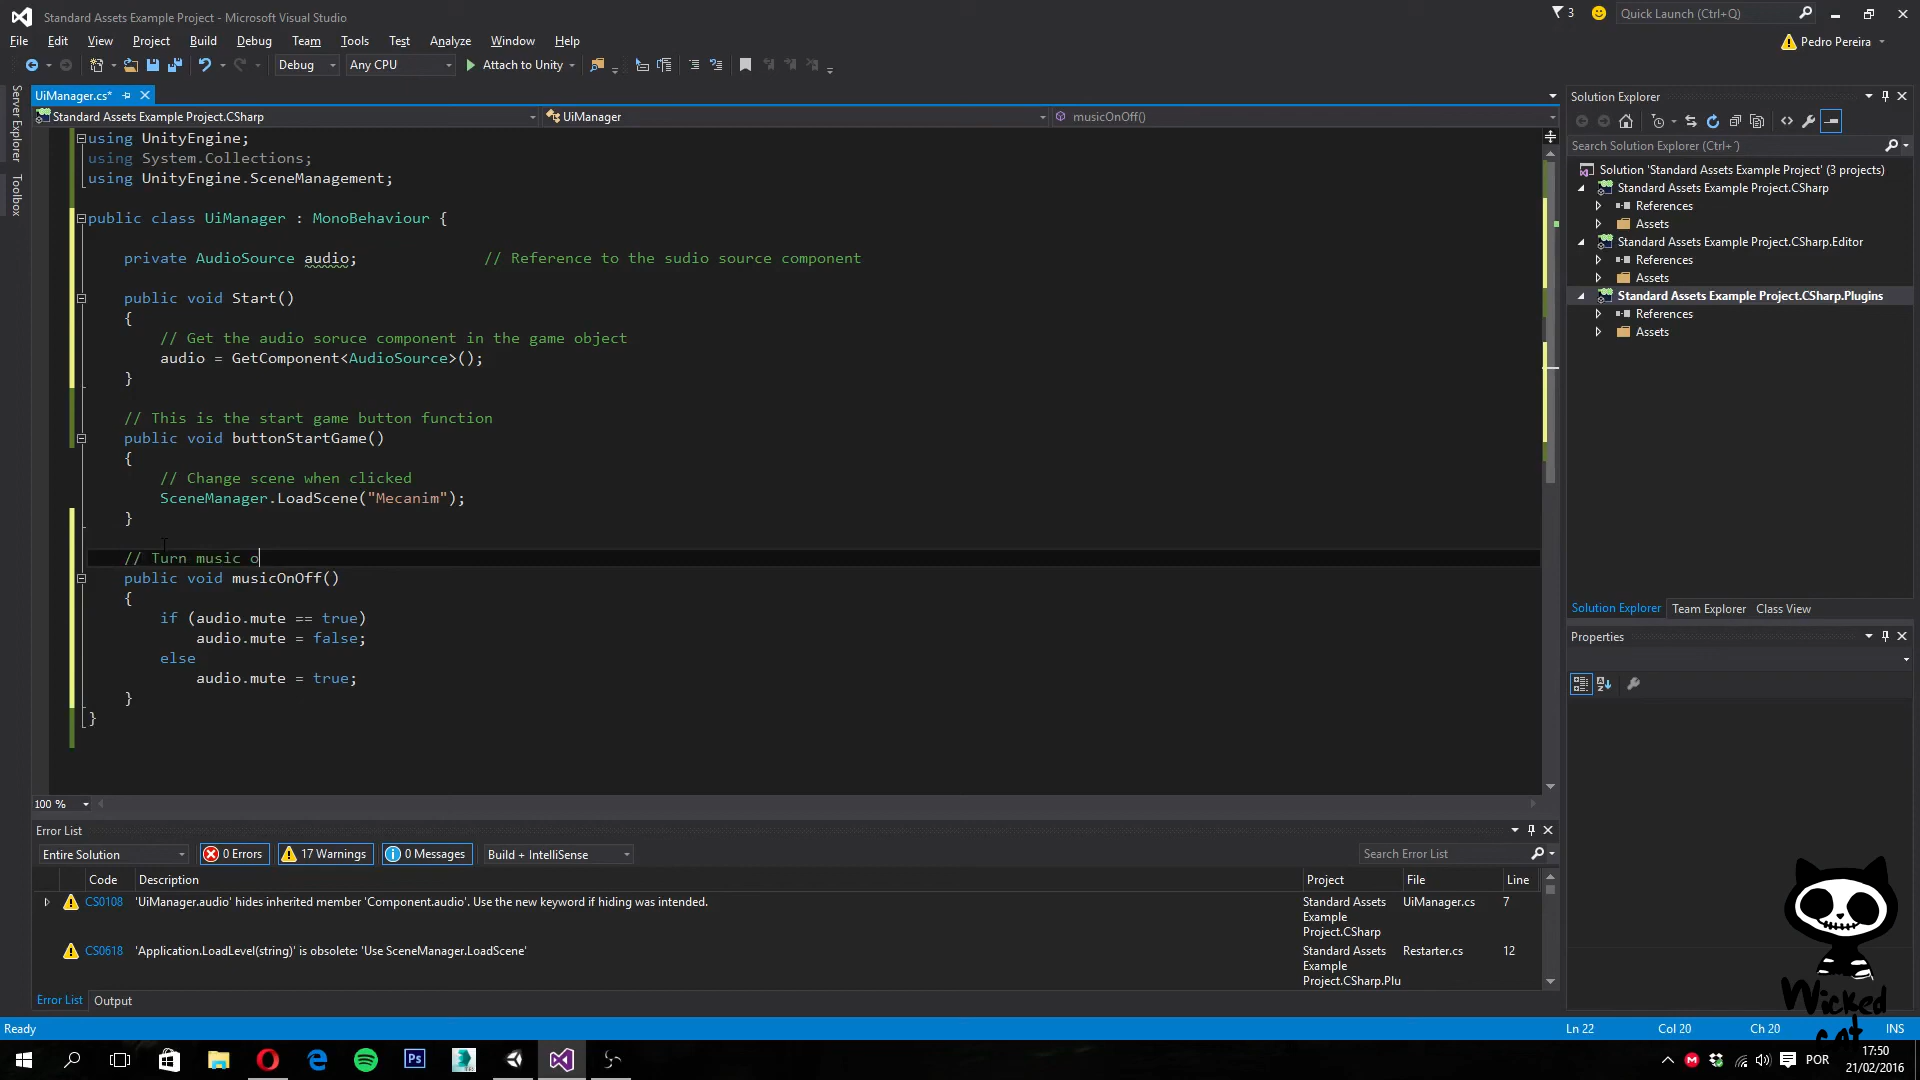 Standard Assets Example Project - Microsoft Visual Studio
3
Quick Launch (Ctrl+Q)
File Edit View Project Build Debug Team Tools Test Analyze Window Help
Pedro Pereira
Debug Any CPU Attach to Unity
Server Explorer
Toolbox
UiManager.cs*
Standard Assets Example Project.CSharp UiManager musicOnOff()
using UnityEngine;
using System.Collections;
using UnityEngine.SceneManagement;
public class UiManager : MonoBehaviour {
private AudioSource audio; // Reference to the sudio source component
public void Start()
{
// Get the audio soruce component in the game object
audio = GetComponent<AudioSource>();
}
// This is the start game button function
public void buttonStartGame()
{
// Change scene when clicked
SceneManager.LoadScene("Mecanim");
}
// Turn music o
public void musicOnOff()
{
if (audio.mute == true)
audio.mute = false;
else
audio.mute = true;
}
}
100 %
Solution Explorer
Search Solution Explorer (Ctrl+')
Solution 'Standard Assets Example Project' (3 projects)
Standard Assets Example Project.CSharp
References
Assets
Standard Assets Example Project.CSharp.Editor
References
Assets
Standard Assets Example Project.CSharp.Plugins
References
Assets
Solution Explorer Team Explorer Class View
Properties
Error List
Entire Solution 0 Errors 17 Warnings 0 Messages Build + IntelliSense Search Error List
Code Description Project File Line
CS0108 'UiManager.audio' hides inherited member 'Component.audio'. Use the new keyword if hiding was intended. Standard Assets Example Project.CSharp UiManager.cs 7
CS0618 'Application.LoadLevel(string)' is obsolete: 'Use SceneManager.LoadScene' Standard Assets Example Project.CSharp.Plu Restarter.cs 12
Error List Output
Wicked
cat
Ready Ln 22 Col 20 Ch 20 INS
Ps
POR
17:50
21/02/2016